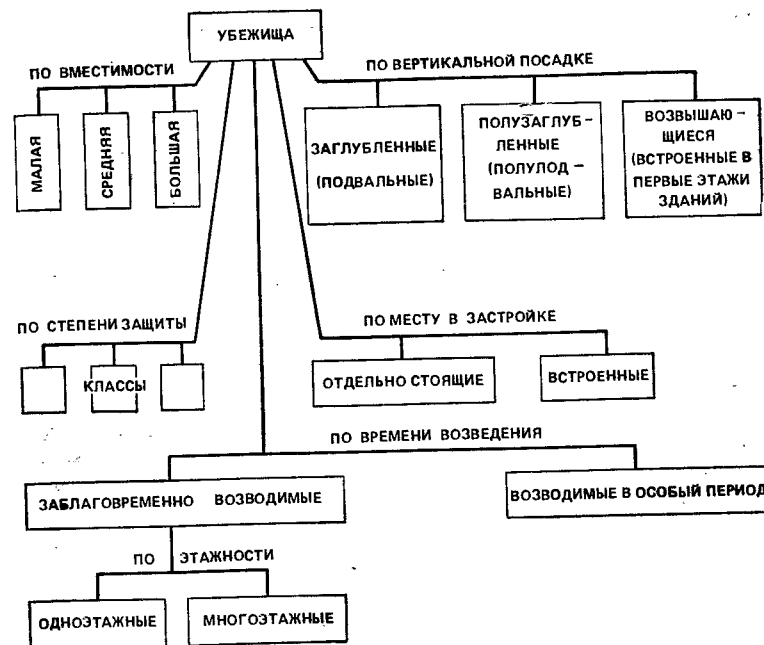 УБЕЖИЩА
ПО ВМЕСТИМОСТИ
МАЛАЯ
СРЕДНЯЯ
БОЛЬШАЯ
ПО ВЕРТИКАЛЬНОЙ ПОСАДКЕ
ЗАГЛУБЛЕННЫЕ
(ПОДВАЛЬНЫЕ)
ПОЛУЗАГЛУБ-
ЛЕННЫЕ
(ПОЛУЛОД-
ВАЛЬНЫЕ)
ВОЗВЫШАЮ-
ЩИЕСЯ
(ВСТРОЕННЫЕ В
ПЕРВЫЕ ЭТАЖИ
ЗДАНИЙ)
ПО СТЕПЕНИ ЗАЩИТЫ
КЛАССЫ
ПО МЕСТУ В ЗАСТРОЙКЕ
ОТДЕЛЬНО СТОЯЩИЕ
ВСТРОЕННЫЕ
ПО ВРЕМЕНИ ВОЗВЕДЕНИЯ
ЗАБЛАГОВРЕМЕННО ВОЗВОДИМЫЕ
ВОЗВОДИМЫЕ В ОСОБЫЙ ПЕРИОД
ПО ЭТАЖНОСТИ
ОДНОЭТАЖНЫЕ
МНОГОЭТАЖНЫЕ